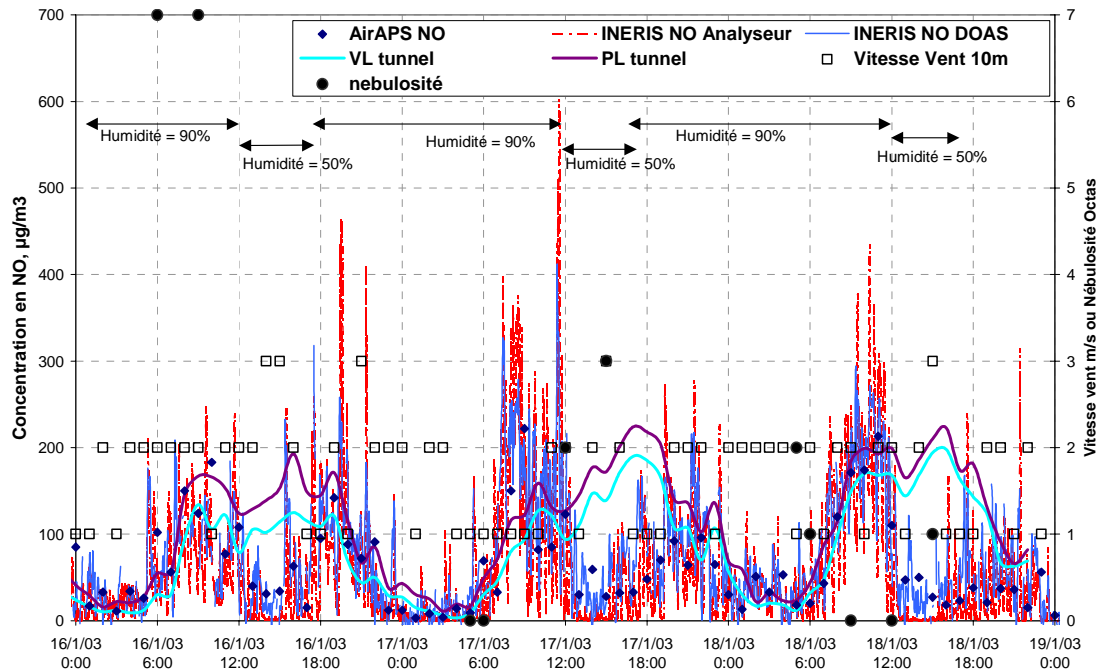 700
600
500
400
300
200
100
0
Concentration en NO, µg/m3
AirAPS NO
INERIS NO Analyseur
INERIS NO DOAS
VL tunnel
PL tunnel
Vitesse Vent 10m
nebulosité
Humidité = 90%
Humidité = 50%
Humidité = 90%
Humidité = 50%
Humidité = 90%
Humidité = 50%
7
6
5
4
3
2
1
0
Vitesse vent m/s ou Nébulosité Octas
16/1/03 16/1/03 16/1/03 16/1/03 17/1/03 17/1/03 17/1/03 17/1/03 18/1/03 18/1/03 18/1/03 18/1/03 19/1/03
0:00 6:00 12:00 18:00 0:00 6:00 12:00 18:00 0:00 6:00 12:00 18:00 0:00